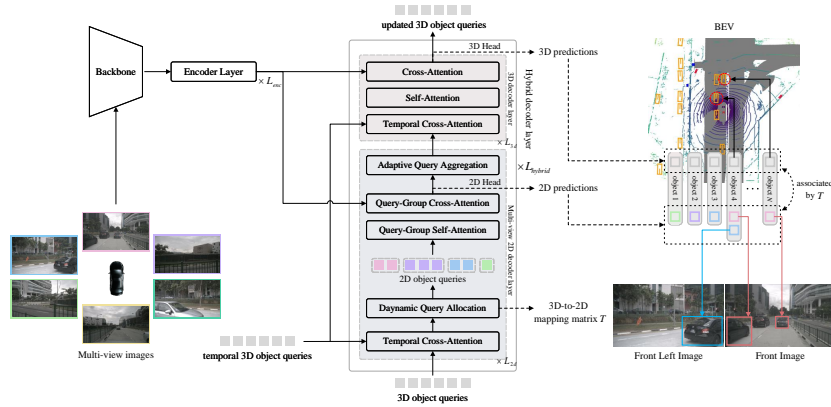 updated 3D object queries
BEV
3D Head
3D predictions
Backbone
Encoder Layer
× L_enc
Cross-Attention
Self-Attention
Temporal Cross-Attention
3D decoder layer
× L_3d
Hybrid decoder layer
× L_hybrid
Adaptive Query Aggregation
2D Head
2D predictions
Query-Group Cross-Attention
Query-Group Self-Attention
2D object queries
Multi-view 2D decoder layer
Daynamic Query Allocation
3D-to-2D
mapping matrix T
Temporal Cross-Attention
× L_2d
temporal 3D object queries
3D object queries
Multi-view images
object 1
object 2
object 3
object 4
...
object N
associated
by T
Front Left Image
Front Image